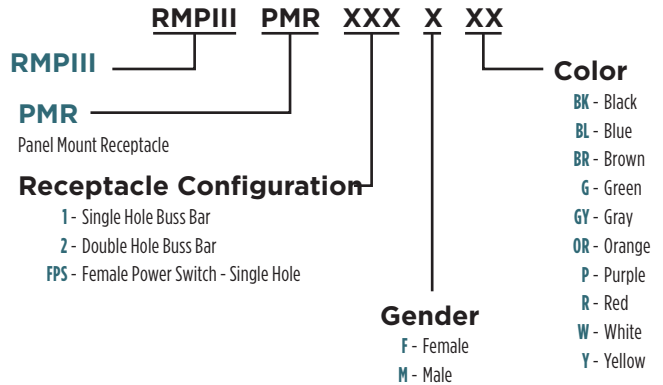 RMPIII PMR XXX X XX
RMPIII
PMR
Panel Mount Receptacle
Receptacle Configuration
1 - Single Hole Buss Bar
2 - Double Hole Buss Bar
FPS - Female Power Switch - Single Hole
Gender
F - Female
M - Male
Color
BK - Black
BL - Blue
BR - Brown
G - Green
GY - Gray
OR - Orange
P - Purple
R - Red
W - White
Y - Yellow